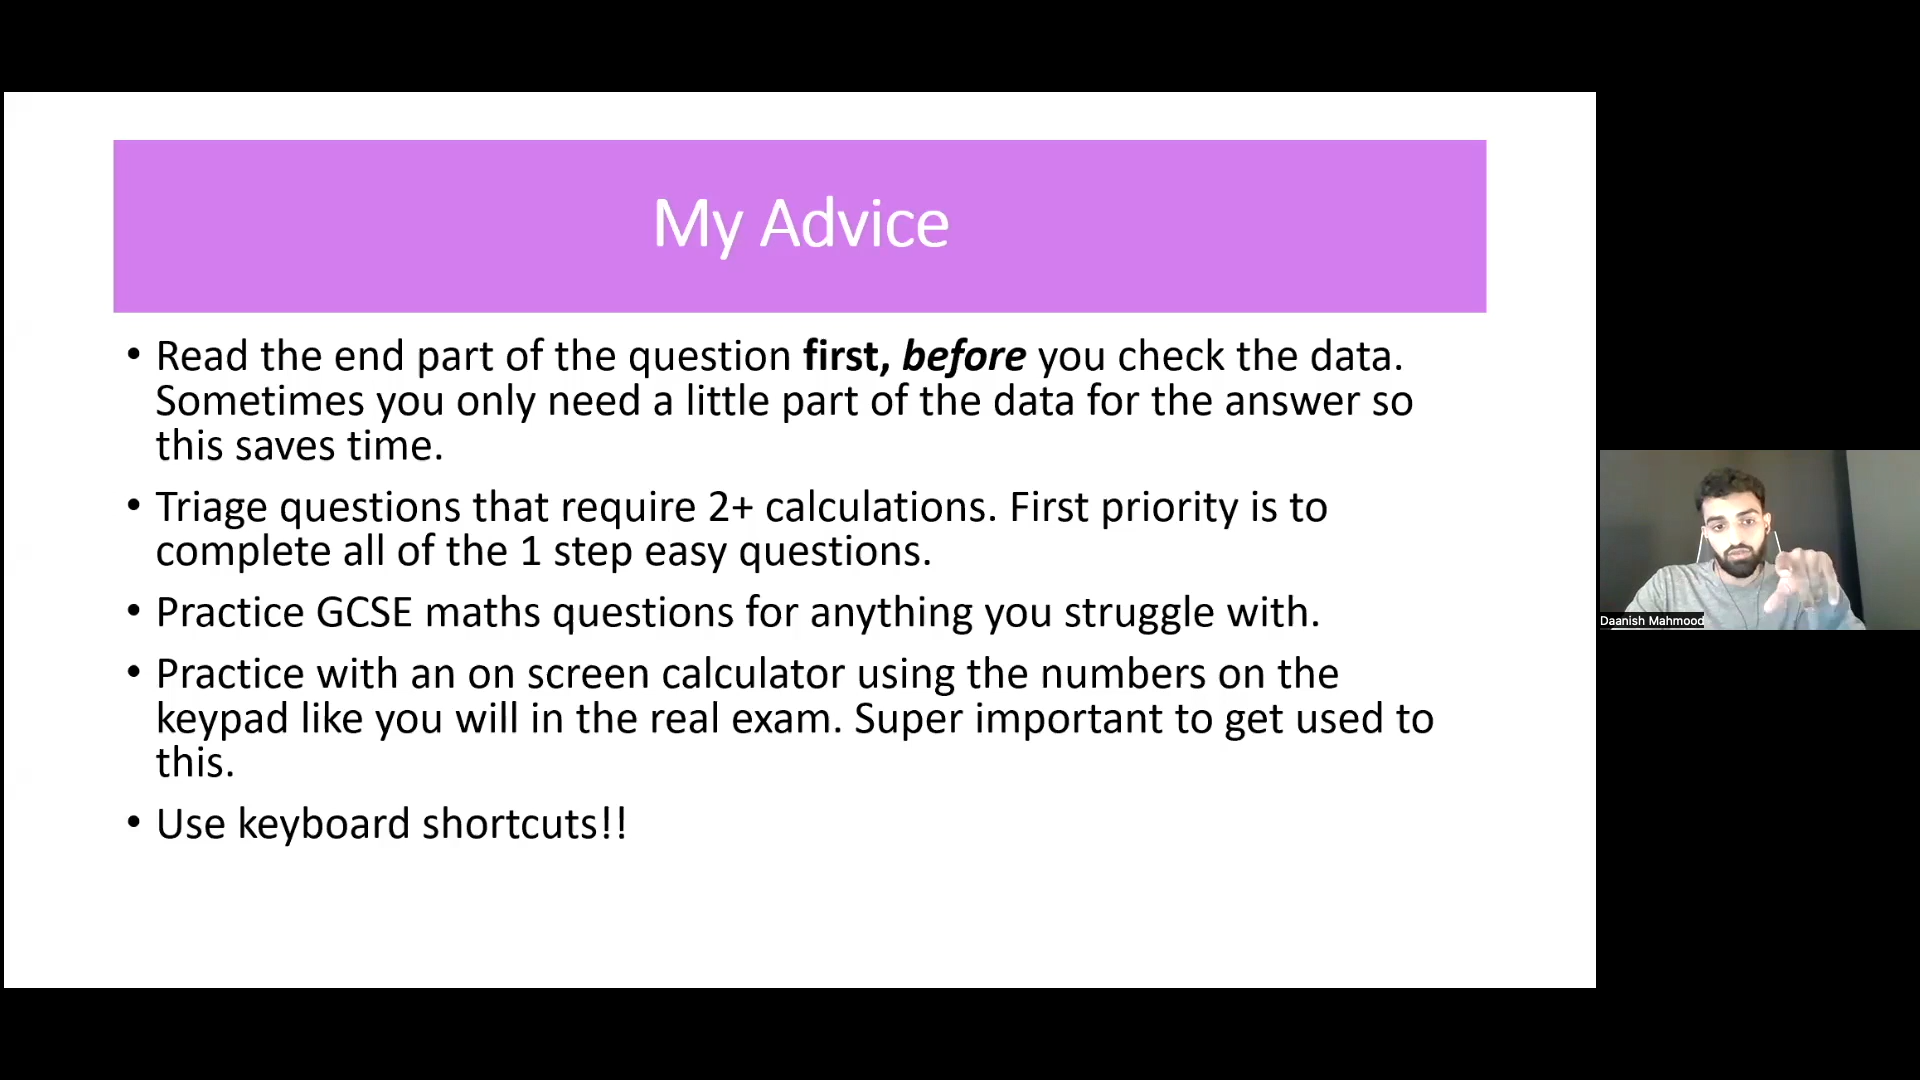 My Advice
• Read the end part of the question first, before you check the data.
Sometimes you only need a little part of the data for the answer so
this saves time.
• Triage questions that require 2+ calculations. First priority is to
complete all of the 1 step easy questions.
• Practice GCSE maths questions for anything you struggle with.
• Practice with an on screen calculator using the numbers on the
keypad like you will in the real exam. Super important to get used to
this.
• Use keyboard shortcuts!!
Daanish Mahmood